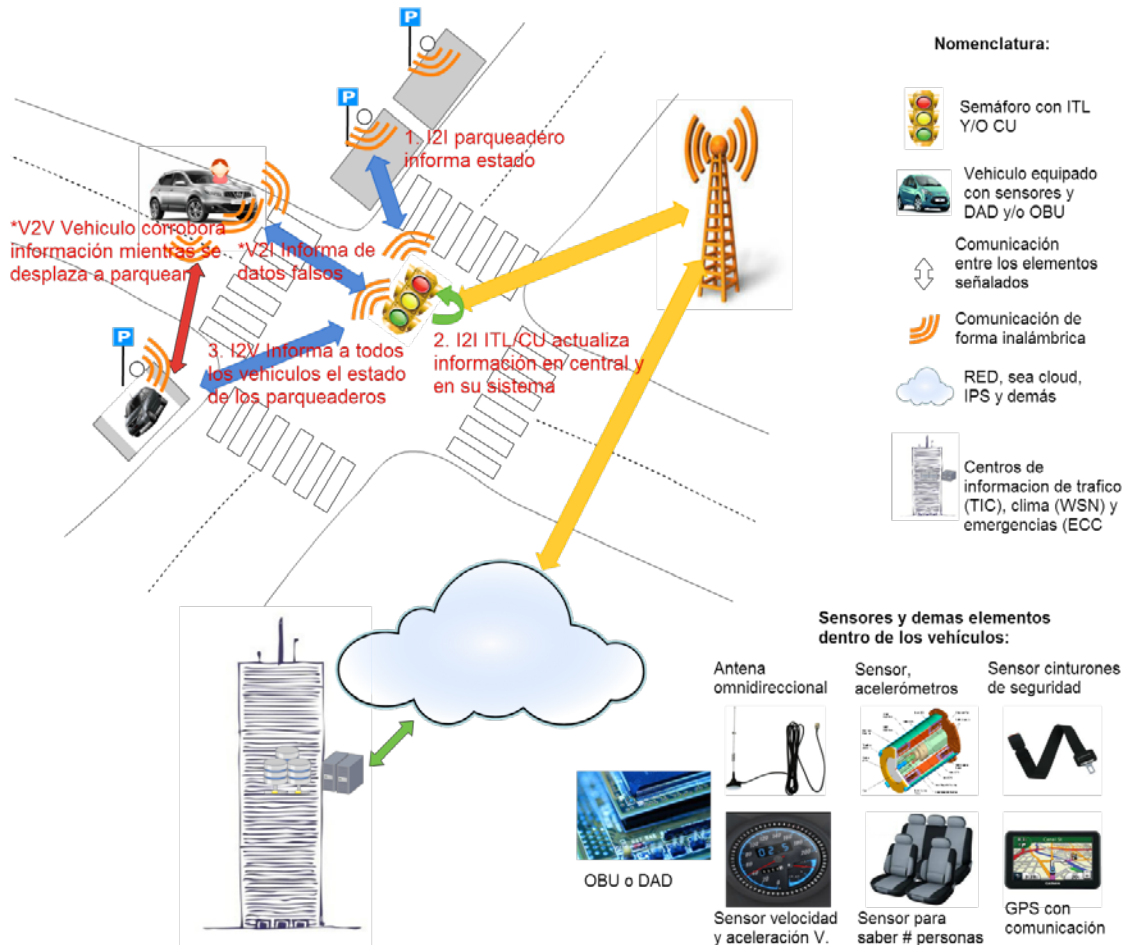 P
P
1. I2I parqueadero
informa estado
*V2V Vehiculo corrobora
información mientras se
desplaza a parquear
*V2I Informa de
datos falsos
P
3. I2V Informa a todos
los vehiculos el estado
de los parqueaderos
2. I2I ITL/CU actualiza
información en central y
en su sistema
Nomenclatura:
Semáforo con ITL
Y/O CU
Vehiculo equipado
con sensores y
DAD y/o OBU
Comunicación
entre los elementos
señalados
Comunicación de
forma inalámbrica
RED, sea cloud,
IPS y demás
Centros de
informacion de trafico
(TIC), clima (WSN) y
emergencias (ECC
Sensores y demas elementos
dentro de los vehículos:
Antena
omnidireccional
Sensor,
acelerómetros
Sensor cinturones
de seguridad
OBU o DAD
Sensor velocidad
y aceleración V.
Sensor para
saber # personas
GPS con
comunicación